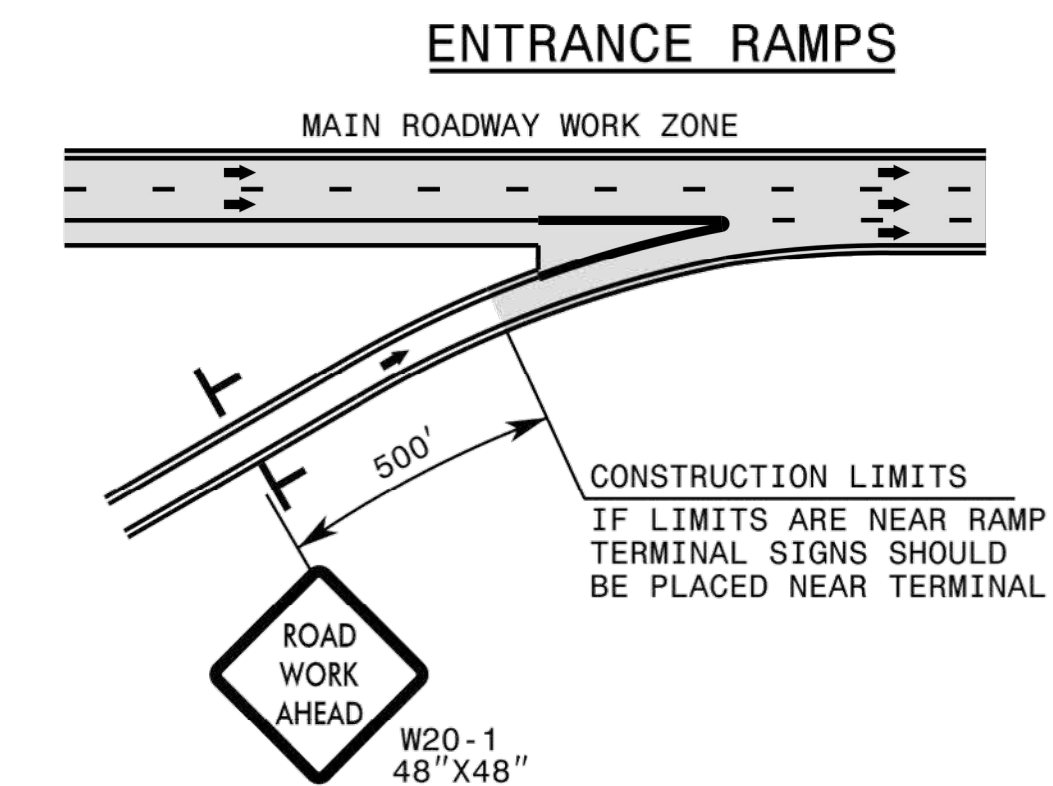 ENTRANCE RAMPS
MAIN ROADWAY WORK ZONE
500'
CONSTRUCTION LIMITS
IF LIMITS ARE NEAR RAMP
TERMINAL SIGNS SHOULD
BE PLACED NEAR TERMINAL
ROAD
WORK
AHEAD
W20-1
48"X48"